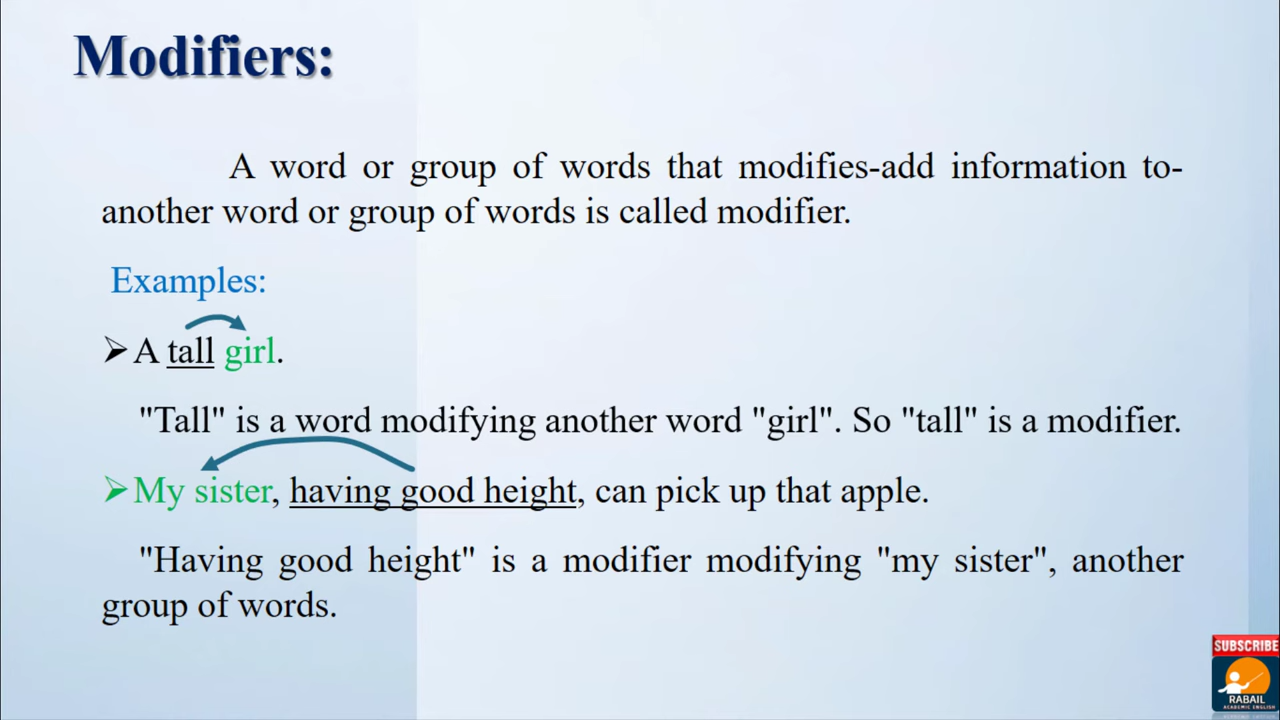 Modifiers:
A word or group of words that modifies-add information to-
another word or group of words is called modifier.
Examples:
A tall girl.
"Tall" is a word modifying another word "girl". So "tall" is a modifier.
My sister, having good height, can pick up that apple.
"Having good height" is a modifier modifying "my sister", another
group of words.
SUBSCRIBE
RABAIL
ACADEMIC ENGLISH